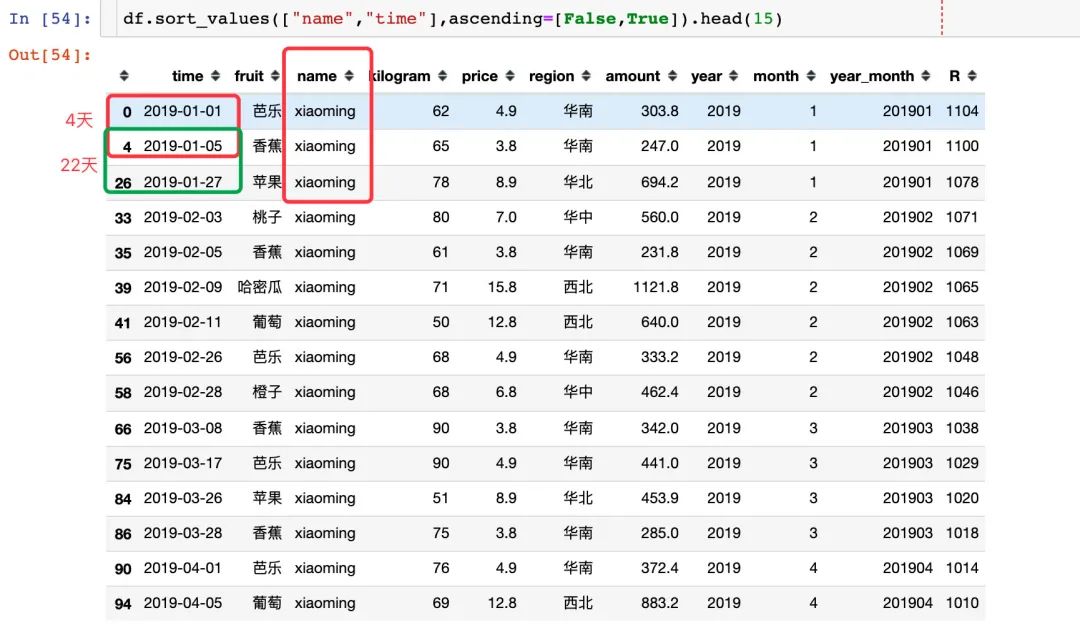 In [54]: df.sort_values(["name","time"],ascending=[False,True]).head(15)
Out[54]:
time fruit name kilogram price region amount year month year_month R
4天 0 2019-01-01 芭乐 xiaoming 62 4.9 华南 303.8 2019 1 201901 1104
4 2019-01-05 香蕉 xiaoming 65 3.8 华南 247.0 2019 1 201901 1100
22天 26 2019-01-27 苹果 xiaoming 78 8.9 华北 694.2 2019 1 201901 1078
33 2019-02-03 桃子 xiaoming 80 7.0 华中 560.0 2019 2 201902 1071
35 2019-02-05 香蕉 xiaoming 61 3.8 华南 231.8 2019 2 201902 1069
39 2019-02-09 哈密瓜 xiaoming 71 15.8 西北 1121.8 2019 2 201902 1065
41 2019-02-11 葡萄 xiaoming 50 12.8 西北 640.0 2019 2 201902 1063
56 2019-02-26 芭乐 xiaoming 68 4.9 华南 333.2 2019 2 201902 1048
58 2019-02-28 橙子 xiaoming 68 6.8 华中 462.4 2019 2 201902 1046
66 2019-03-08 香蕉 xiaoming 90 3.8 华南 342.0 2019 3 201903 1038
75 2019-03-17 芭乐 xiaoming 90 4.9 华南 441.0 2019 3 201903 1029
84 2019-03-26 苹果 xiaoming 51 8.9 华北 453.9 2019 3 201903 1020
86 2019-03-28 香蕉 xiaoming 75 3.8 华南 285.0 2019 3 201903 1018
90 2019-04-01 芭乐 xiaoming 76 4.9 华南 372.4 2019 4 201904 1014
94 2019-04-05 葡萄 xiaoming 69 12.8 西北 883.2 2019 4 201904 1010